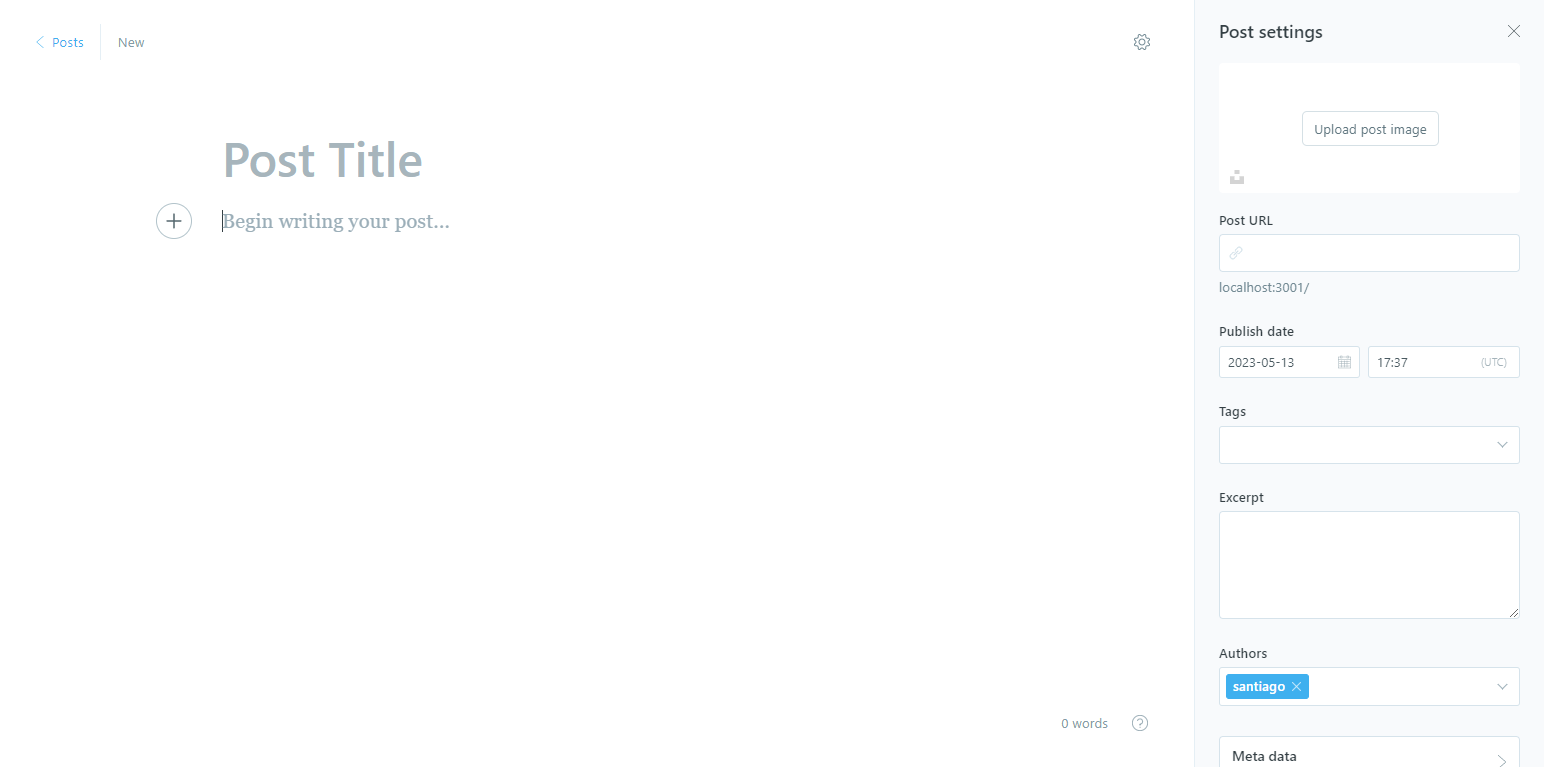 Posts
New
Post Title
Begin writing your post...
0 words
Post settings
Upload post image
Post URL
localhost:3001/
Publish date
2023-05-13
17:37 (UTC)
Tags
Excerpt
Authors
santiago
Meta data